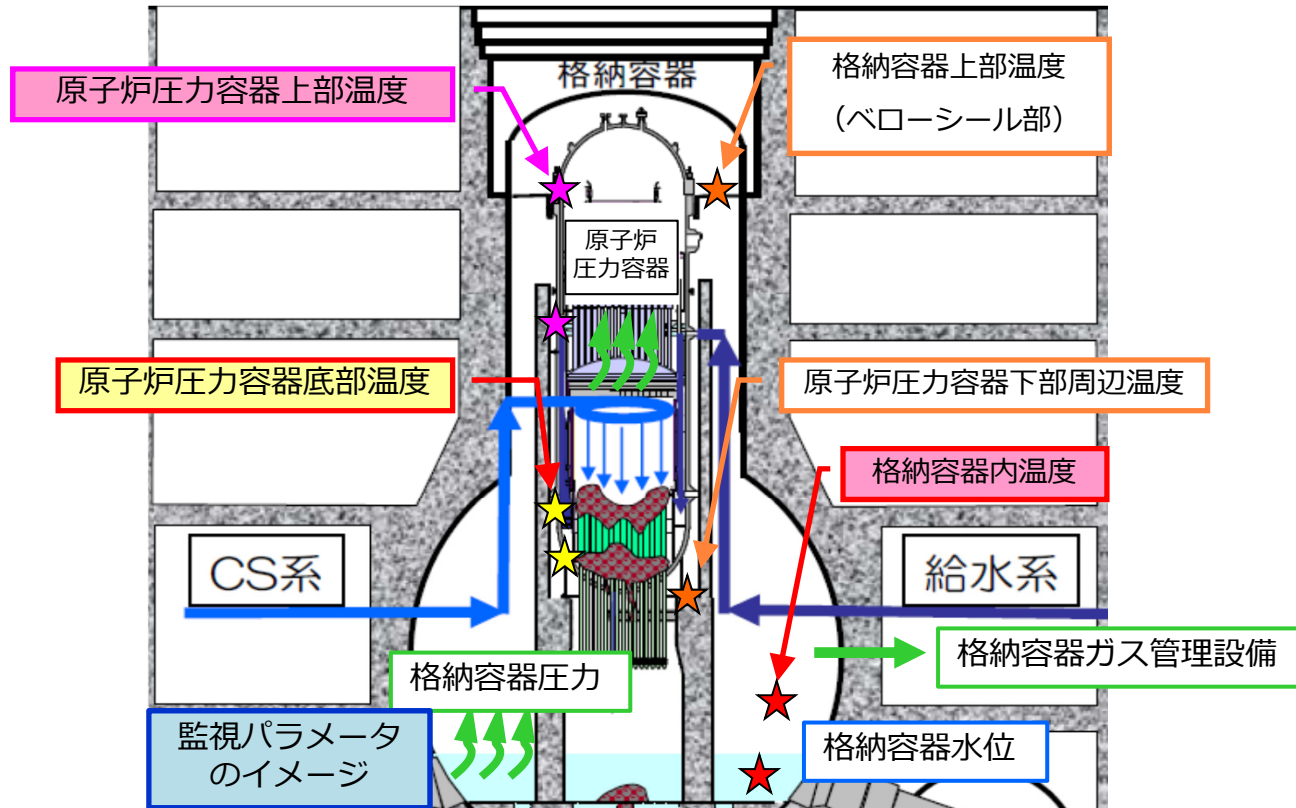 格納容器
原子炉圧力容器上部温度
格納容器上部温度
（ベローシール部）
原子炉
圧力容器
原子炉圧力容器底部温度
原子炉圧力容器下部周辺温度
格納容器内温度
CS系
給水系
格納容器ガス管理設備
格納容器圧力
監視パラメータ
のイメージ
格納容器水位